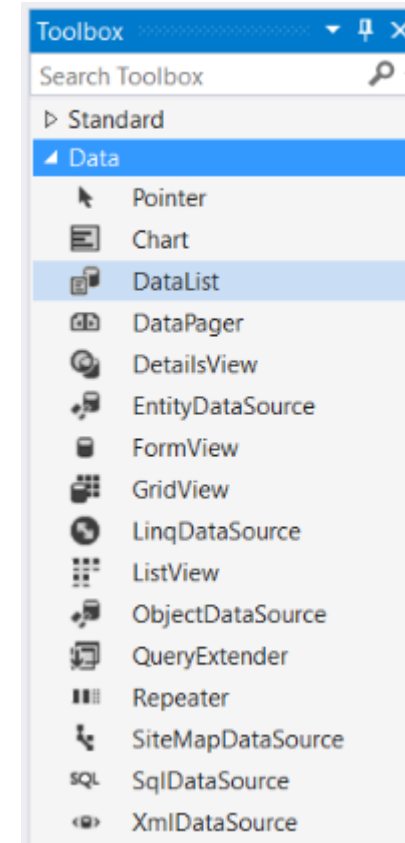 Toolbox
Search Toolbox
Standard
Data
Pointer
Chart
DataList
DataPager
DetailsView
EntityDataSource
FormView
GridView
LinqDataSource
ListView
ObjectDataSource
QueryExtender
Repeater
SiteMapDataSource
SQL SqlDataSource
XmlDataSource